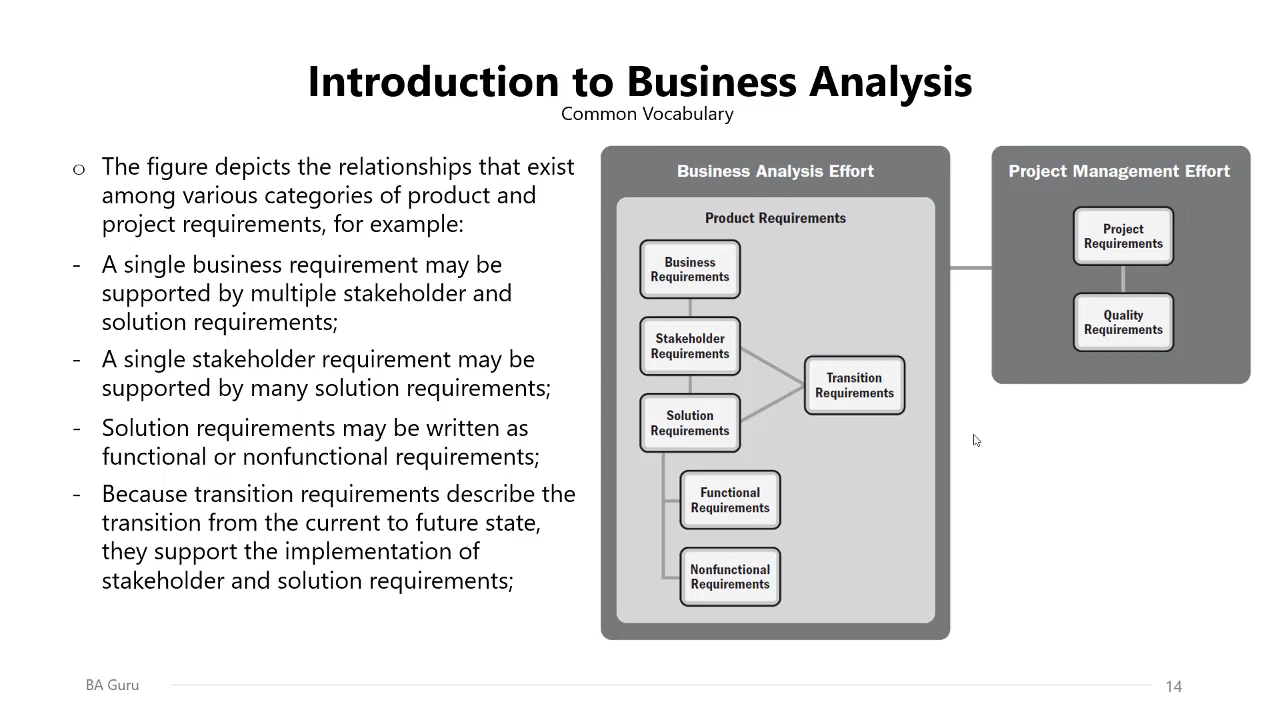 Introduction to Business Analysis
Common Vocabulary
o The figure depicts the relationships that exist
among various categories of product and
project requirements, for example:
- A single business requirement may be
supported by multiple stakeholder and
solution requirements;
- A single stakeholder requirement may be
supported by many solution requirements;
- Solution requirements may be written as
functional or nonfunctional requirements;
- Because transition requirements describe the
transition from the current to future state,
they support the implementation of
stakeholder and solution requirements;
Business Analysis Effort
Product Requirements
Business
Requirements
Stakeholder
Requirements
Solution
Requirements
Transition
Requirements
Functional
Requirements
Nonfunctional
Requirements
Project Management Effort
Project
Requirements
Quality
Requirements
BA Guru
14